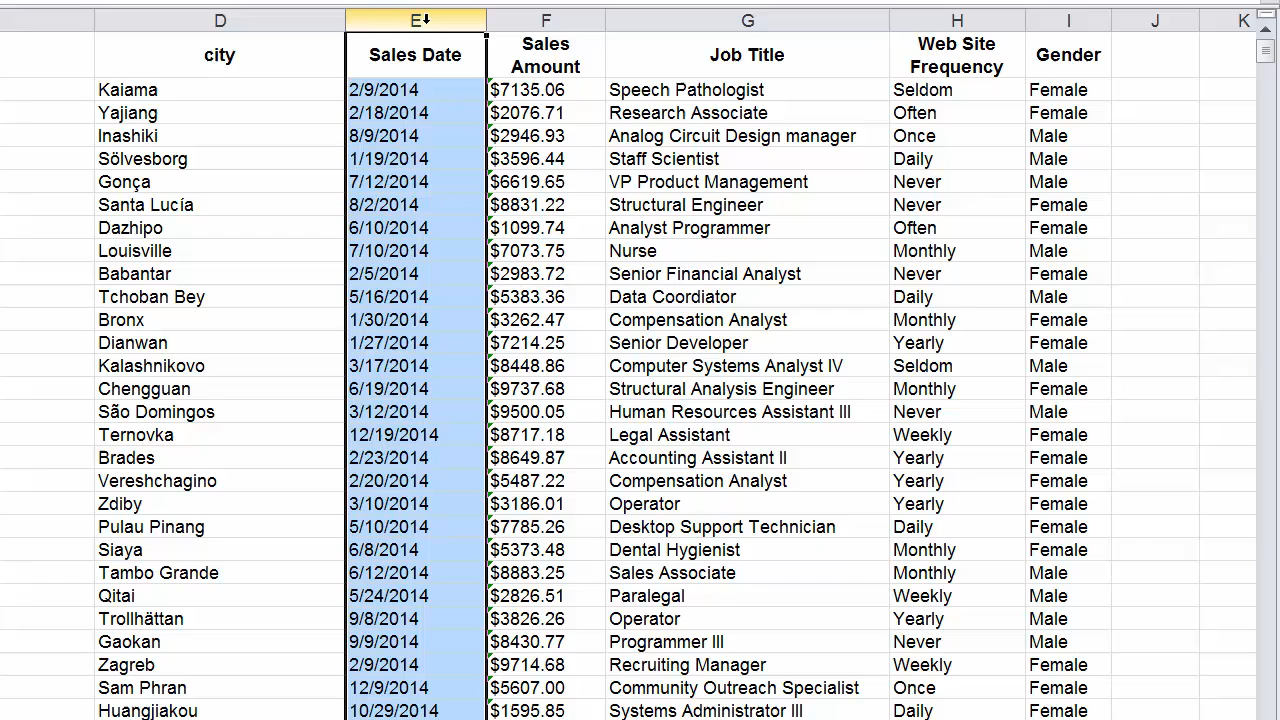 D E F G H I J K
city Sales Date Sales Amount Job Title Web Site Frequency Gender
Kaiama 2/9/2014 $7135.06 Speech Pathologist Seldom Female
Yajiang 2/18/2014 $2076.71 Research Associate Often Female
Inashiki 8/9/2014 $2946.93 Analog Circuit Design manager Once Male
Sölvesborg 1/19/2014 $3596.44 Staff Scientist Daily Male
Gonça 7/12/2014 $6619.65 VP Product Management Never Male
Santa Lucía 8/2/2014 $8831.22 Structural Engineer Never Female
Dazhipo 6/10/2014 $1099.74 Analyst Programmer Often Female
Louisville 7/10/2014 $7073.75 Nurse Monthly Male
Babantar 2/5/2014 $2983.72 Senior Financial Analyst Never Female
Tchoban Bey 5/16/2014 $5383.36 Data Coordiator Daily Male
Bronx 1/30/2014 $3262.47 Compensation Analyst Monthly Female
Dianwan 1/27/2014 $7214.25 Senior Developer Yearly Female
Kalashnikovo 3/17/2014 $8448.86 Computer Systems Analyst IV Seldom Male
Chengguan 6/19/2014 $9737.68 Structural Analysis Engineer Monthly Female
São Domingos 3/12/2014 $9500.05 Human Resources Assistant III Never Male
Ternovka 12/19/2014 $8717.18 Legal Assistant Weekly Female
Brades 2/23/2014 $8649.87 Accounting Assistant II Yearly Female
Vereshchagino 2/20/2014 $5487.22 Compensation Analyst Yearly Female
Zdiby 3/10/2014 $3186.01 Operator Yearly Female
Pulau Pinang 5/10/2014 $7785.26 Desktop Support Technician Daily Female
Siaya 6/8/2014 $5373.48 Dental Hygienist Monthly Female
Tambo Grande 6/12/2014 $8883.25 Sales Associate Monthly Male
Qitai 5/24/2014 $2826.51 Paralegal Weekly Male
Trollhättan 9/8/2014 $3826.26 Operator Yearly Male
Gaokan 9/9/2014 $8430.77 Programmer III Never Male
Zagreb 2/9/2014 $9714.68 Recruiting Manager Weekly Female
Sam Phran 12/9/2014 $5607.00 Community Outreach Specialist Once Female
Huangjiakou 10/29/2014 $1595.85 Systems Administrator III Daily Female